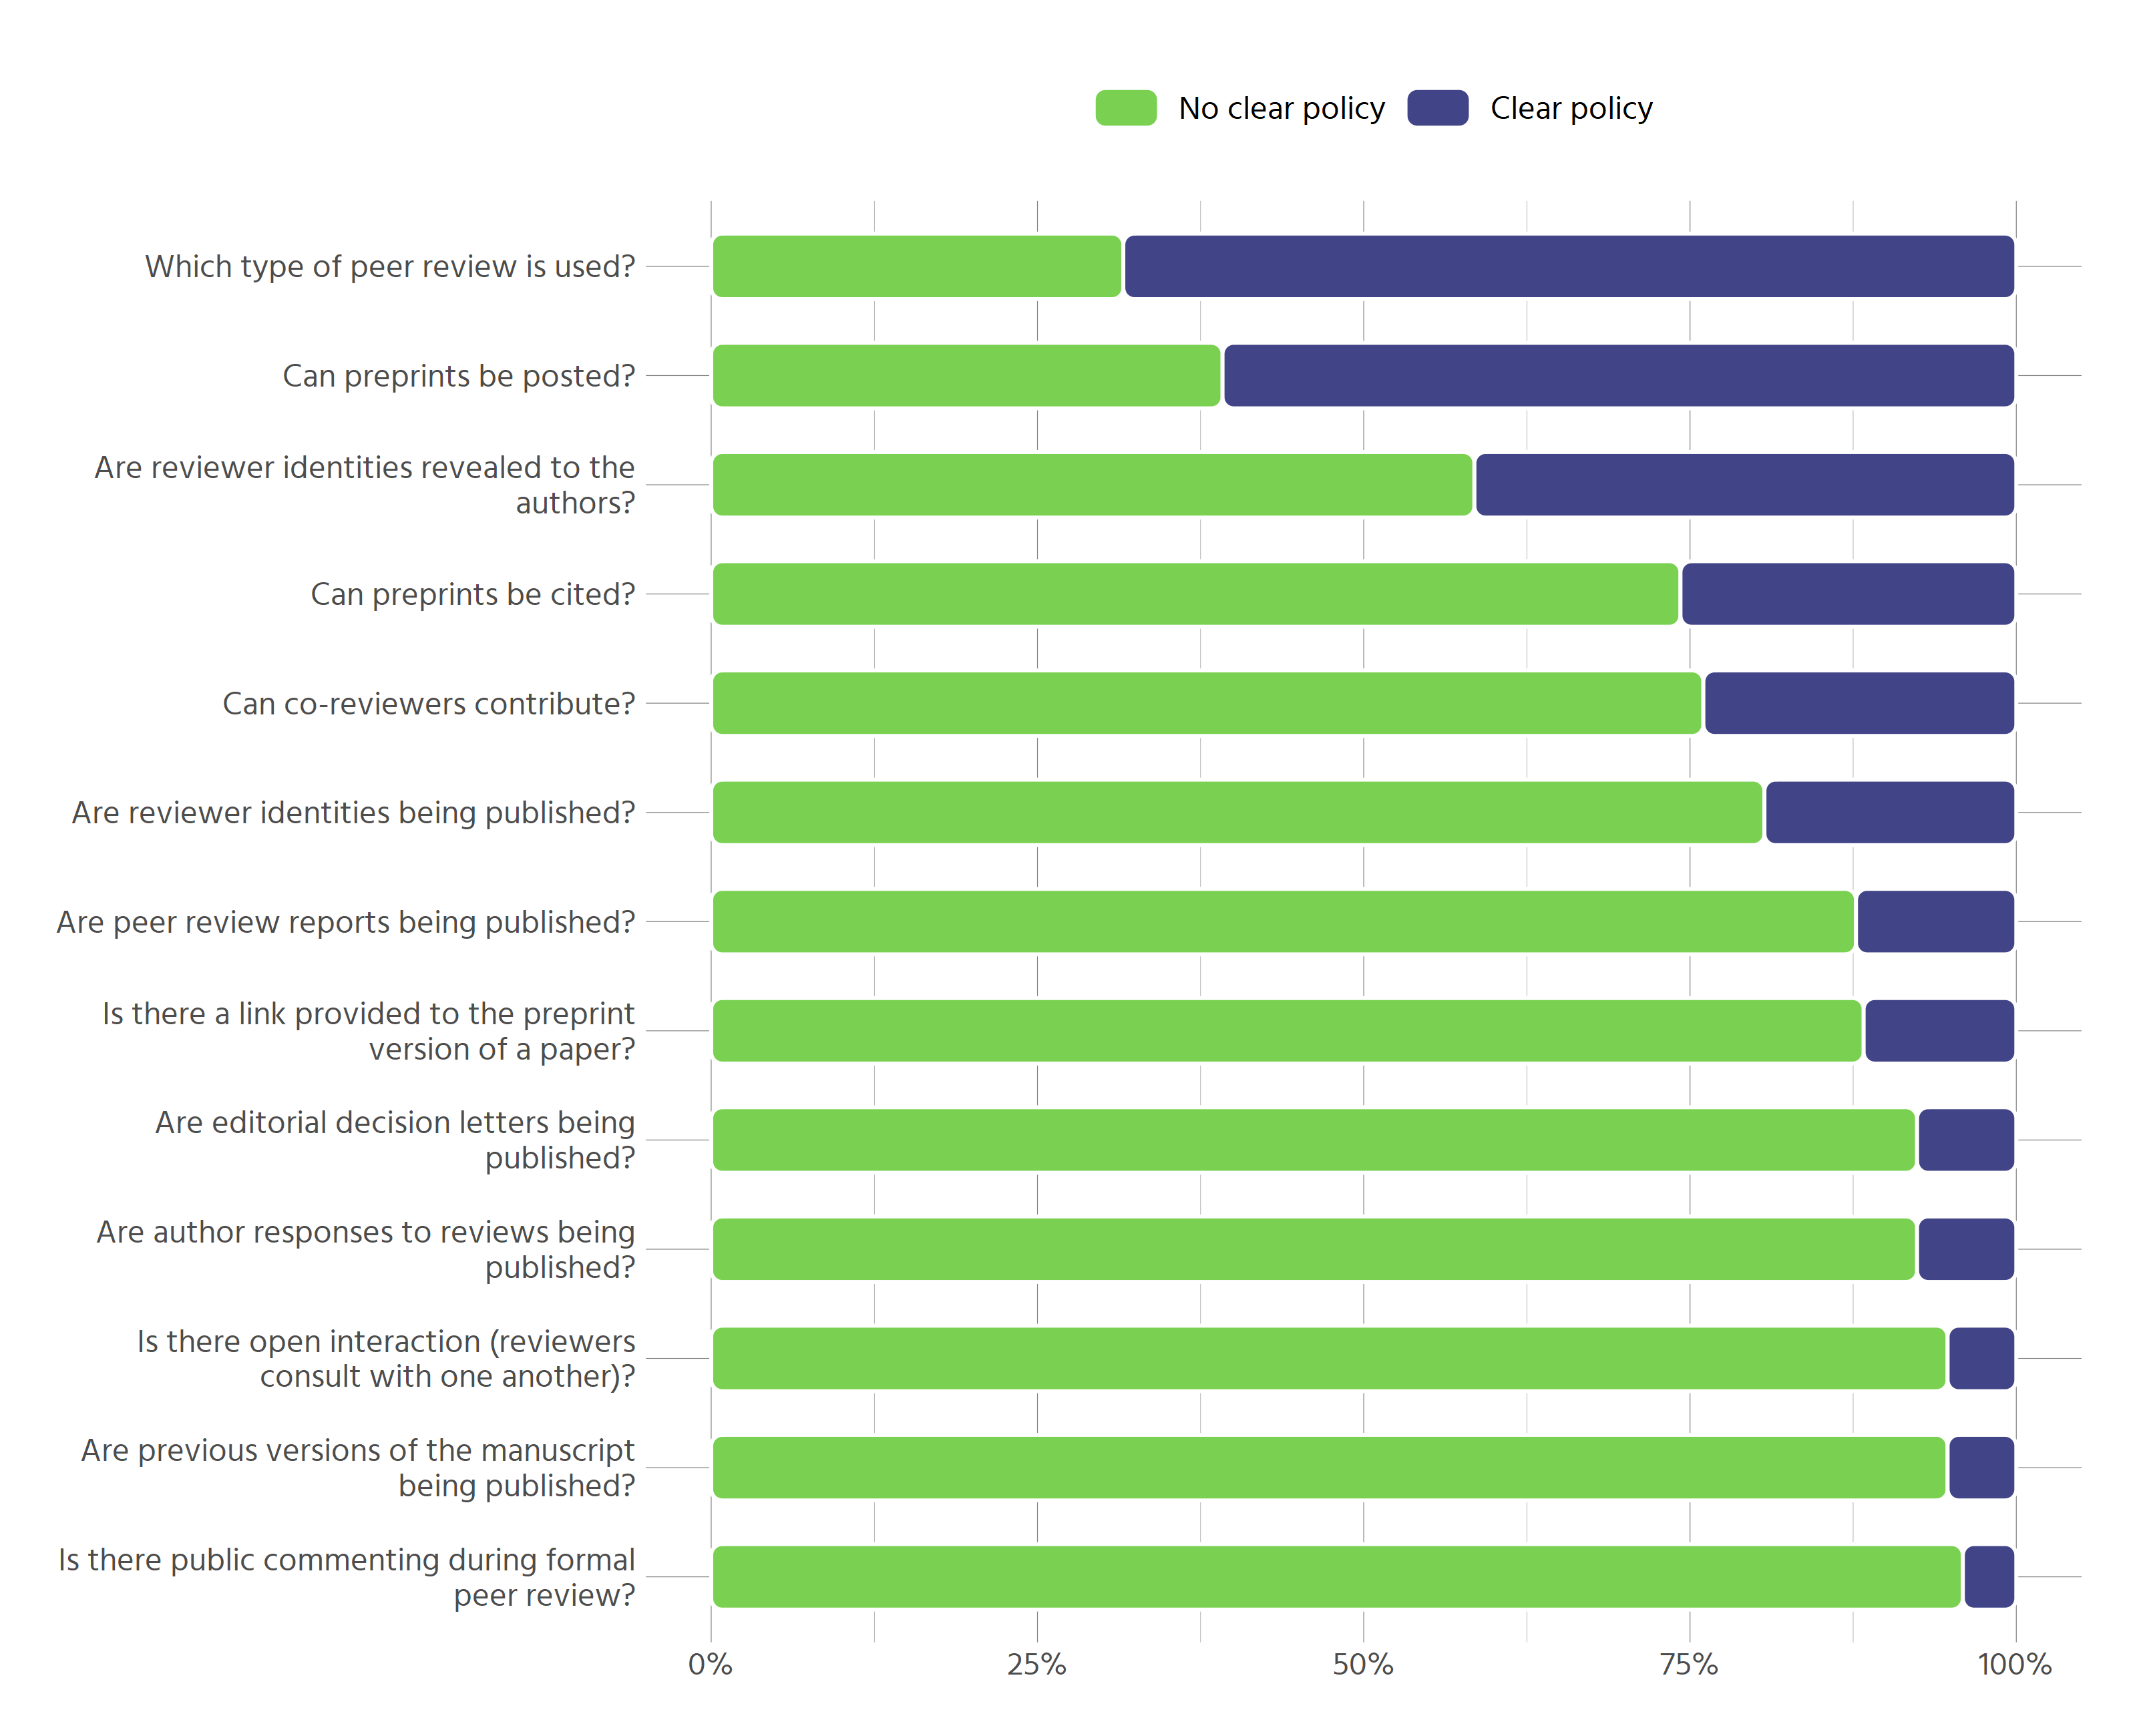 No clear policy
Clear policy
Which type of peer review is used?
Can preprints be posted?
Are reviewer identities revealed to the
authors?
Can preprints be cited?
Can co-reviewers contribute?
Are reviewer identities being published?
Are peer review reports being published?
Is there a link provided to the preprint
version of a paper?
Are editorial decision letters being
published?
Are author responses to reviews being
published?
Is there open interaction (reviewers
consult with one another)?
Are previous versions of the manuscript
being published?
Is there public commenting during formal
peer review?
0%
25%
50%
75%
100%